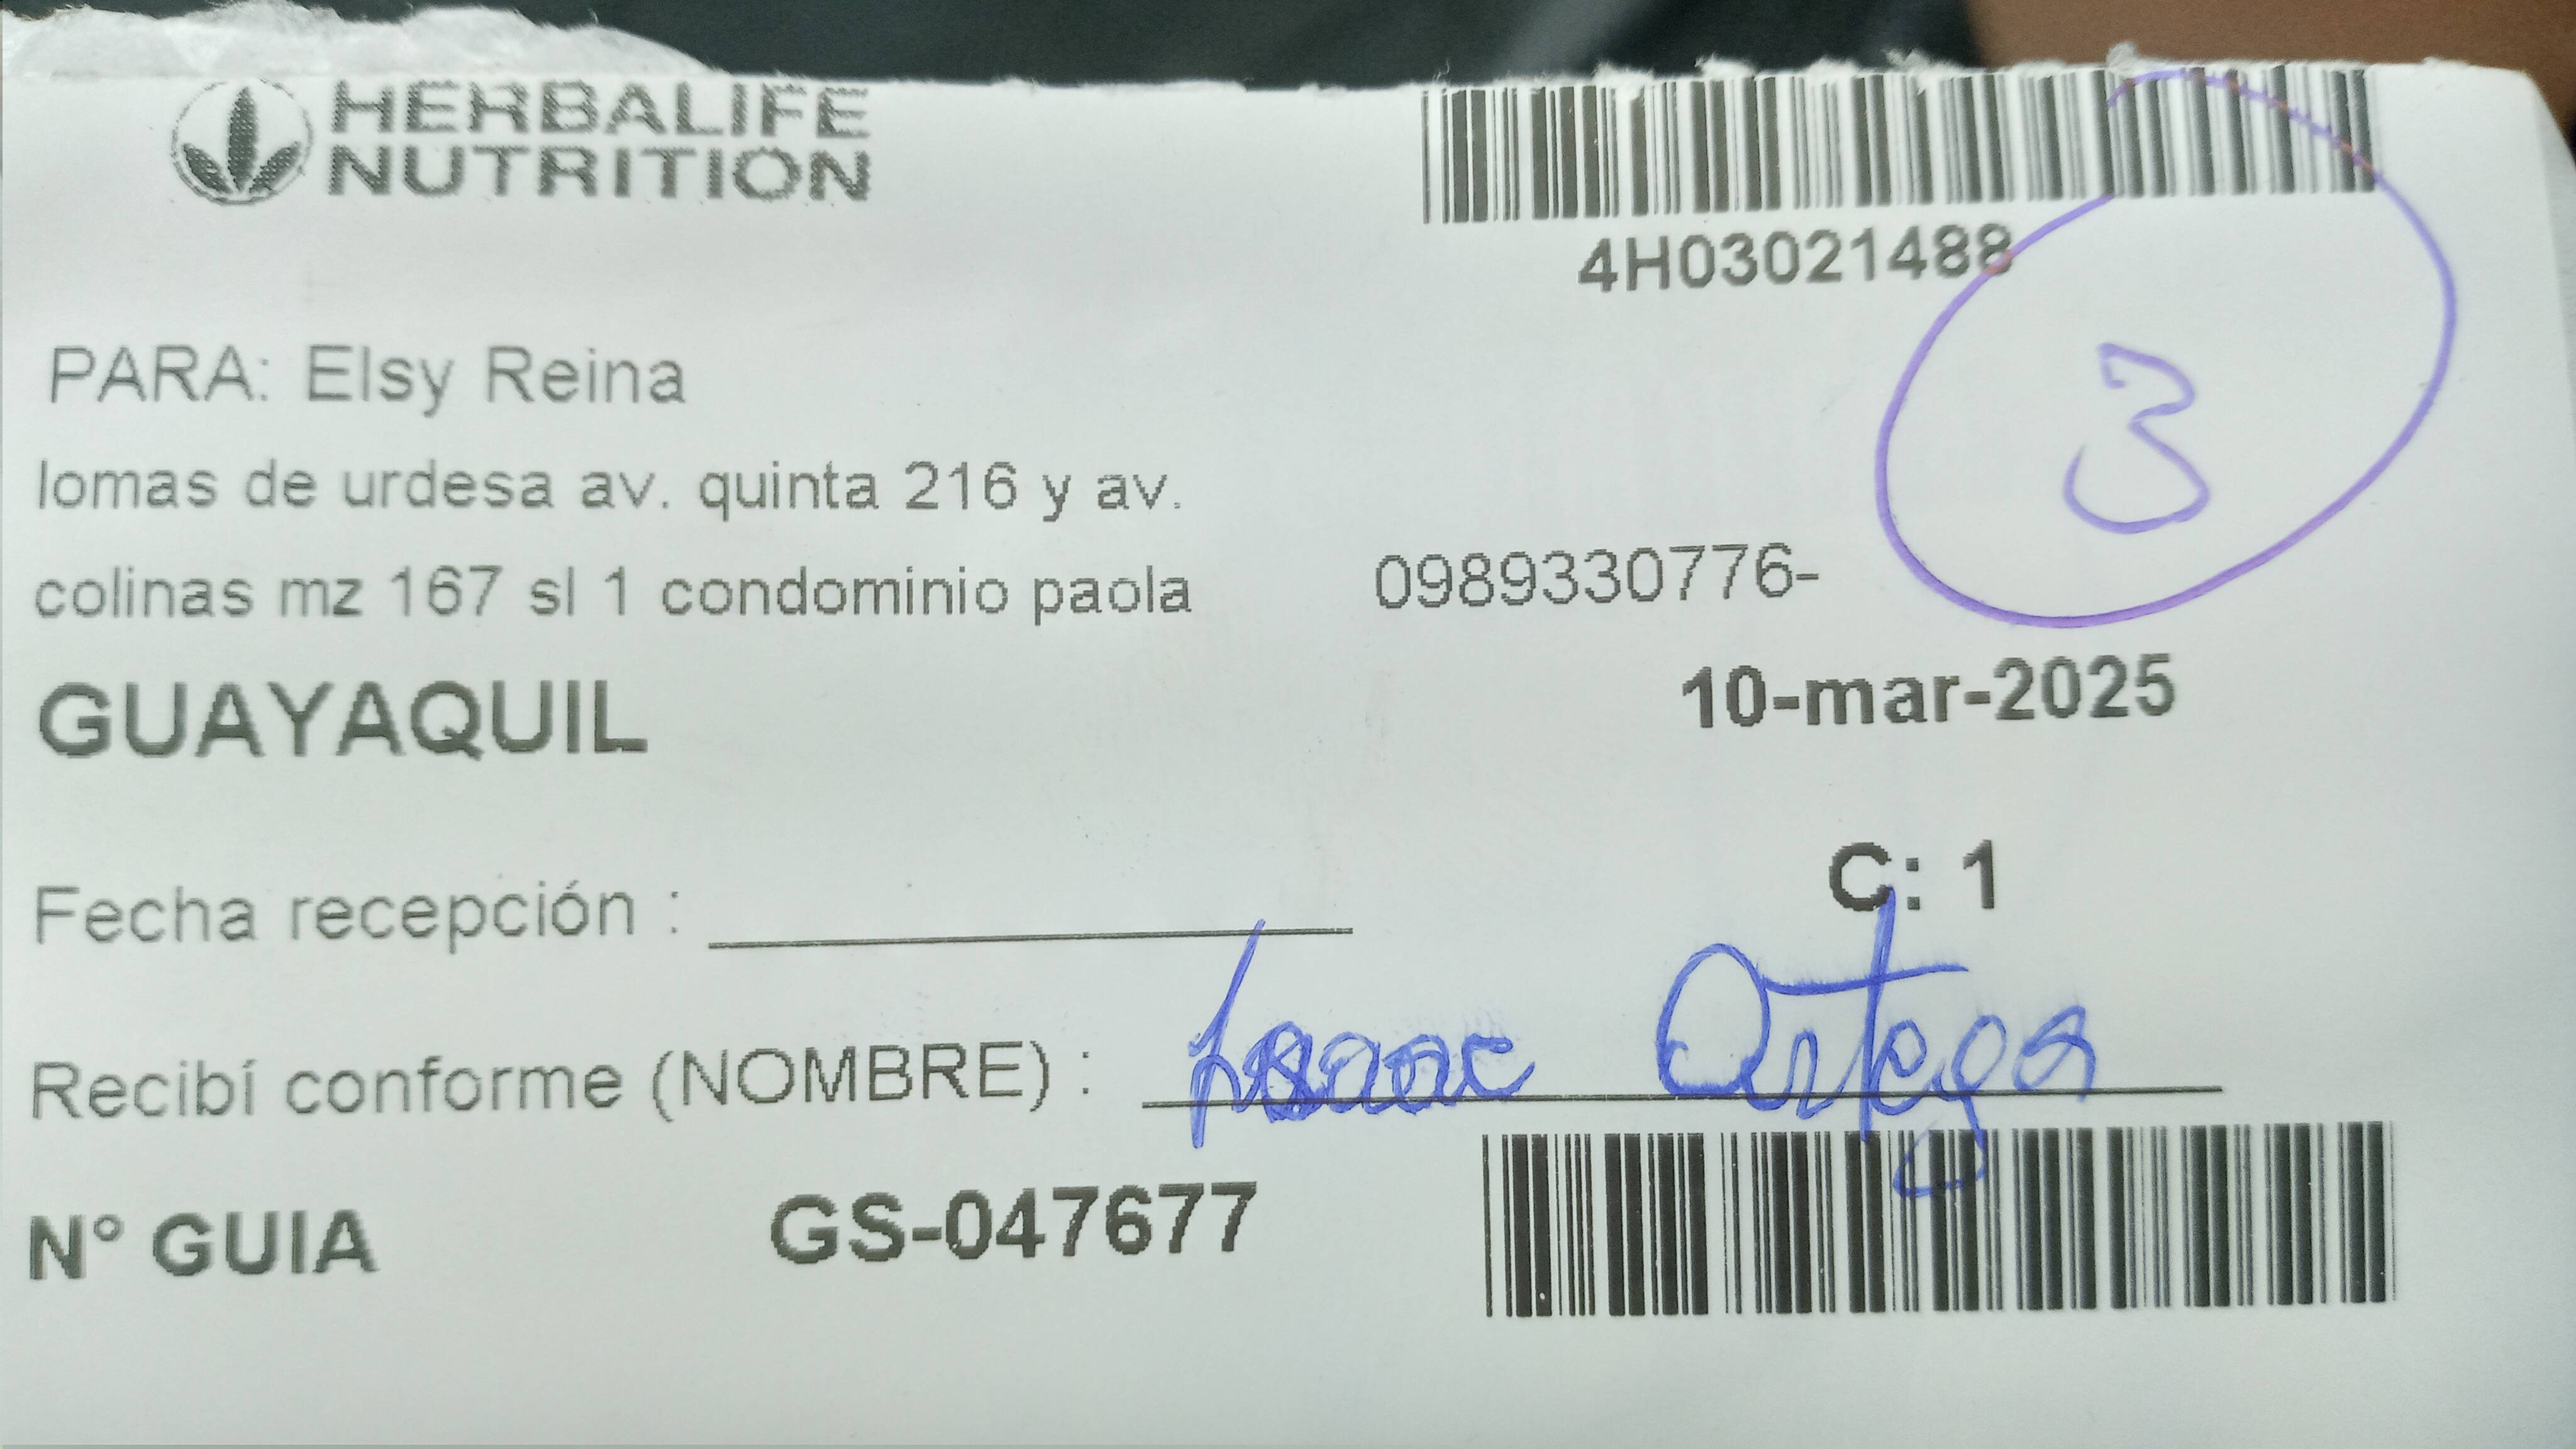 HERBALIFE
NUTRITION
4H03021488
3
PARA: Elsy Reina
lomas de urdesa av. quinta 216 y av.
colinas mz 167 sl 1 condominio paola
0989330776-
GUAYAQUIL
10-mar-2025
C: 1
Fecha recepción :
Recibí conforme (NOMBRE) : Isaac Ortega
N° GUIA GS-047677